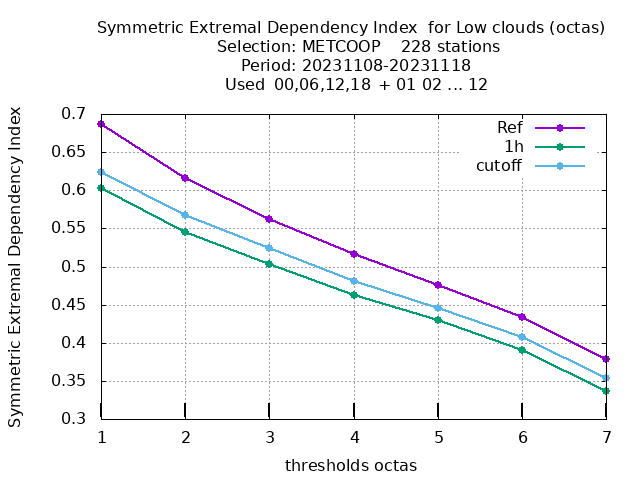 Symmetric Extremal Dependency Index  for Low clouds (octas)
Selection: METCOOP    228 stations
Period: 20231108-20231118
Used  00,06,12,18 + 01 02 ... 12
Symmetric Extremal Dependency Index
0.7
0.65
0.6
0.55
0.5
0.45
0.4
0.35
0.3
Ref
1h
cutoff
1 2 3 4 5 6 7
thresholds octas